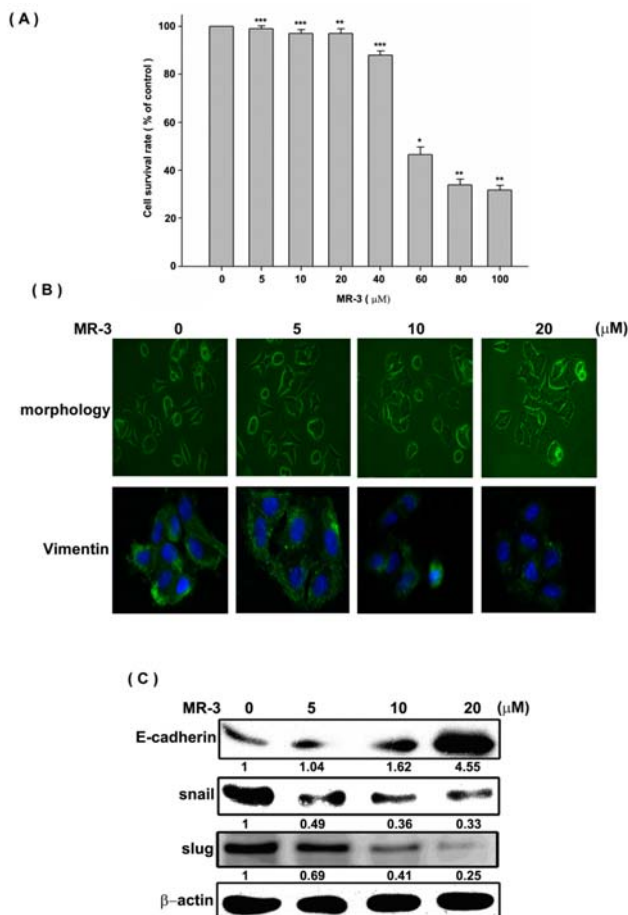 ( A )
Cell survival rate ( % of control )
100
80
60
40
20
0
***
***
**
***
*
**
**
0 5 10 20 40 60 80 100
MR-3 ( μM)
( B )
MR-3 0 5 10 20 (μM)
morphology
Vimentin
( C )
MR-3 0 5 10 20 (μM)
E-cadherin
1 1.04 1.62 4.55
snail
1 0.49 0.36 0.33
slug
1 0.69 0.41 0.25
β-actin